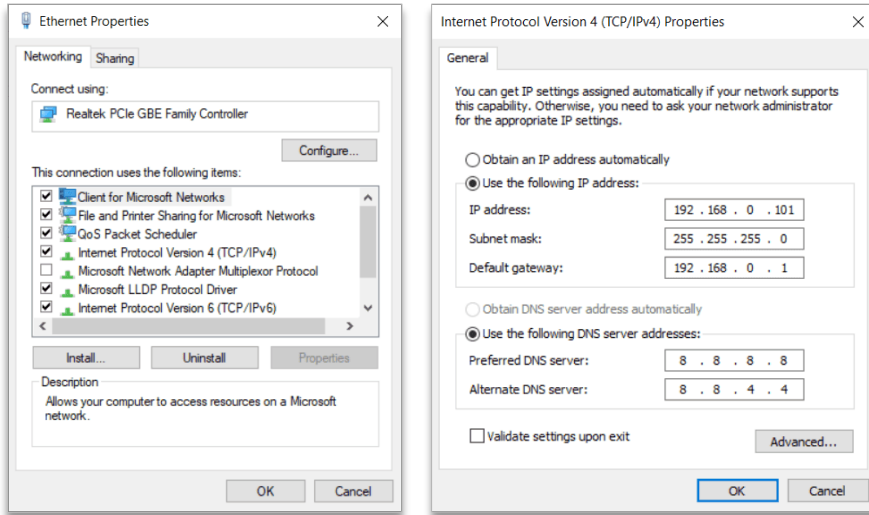 Ethernet Properties
Networking
Sharing
Connect using:
Realtek PCIe GBE Family Controller
Configure...
This connection uses the following items:
Client for Microsoft Networks
File and Printer Sharing for Microsoft Networks
QoS Packet Scheduler
Internet Protocol Version 4 (TCP/IPv4)
Microsoft Network Adapter Multiplexor Protocol
Microsoft LLDP Protocol Driver
Internet Protocol Version 6 (TCP/IPv6)
Install...
Uninstall
Properties
Description
Allows your computer to access resources on a Microsoft
network.
OK
Cancel
Internet Protocol Version 4 (TCP/IPv4) Properties
General
You can get IP settings assigned automatically if your network supports
this capability. Otherwise, you need to ask your network administrator
for the appropriate IP settings.
Obtain an IP address automatically
Use the following IP address:
IP address: 192 . 168 . 0 . 101
Subnet mask: 255 . 255 . 255 . 0
Default gateway: 192 . 168 . 0 . 1
Obtain DNS server address automatically
Use the following DNS server addresses:
Preferred DNS server: 8 . 8 . 8 . 8
Alternate DNS server: 8 . 8 . 4 . 4
Validate settings upon exit
Advanced...
OK
Cancel